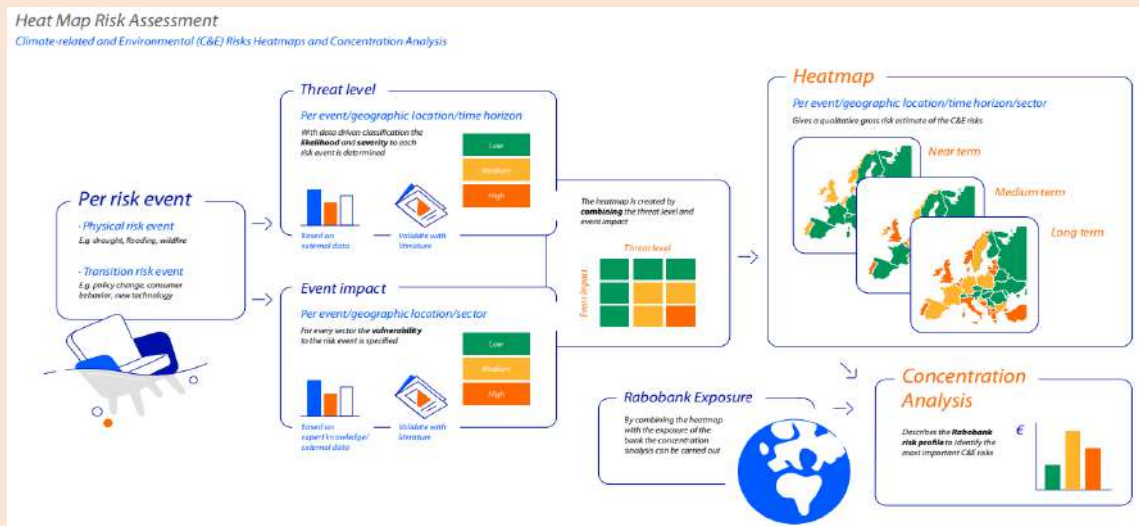 Heat Map Risk Assessment
Climate-related and Environmental (C&E) Risks Heatmaps and Concentration Analysis
Per risk event
· Physical risk event
E.g. drought, flooding, wildfire
· Transition risk event
E.g. policy change, consumer
behavior, new technology
Threat level
Per event/geographic location/time horizon
With data driven classification the
likelihood and severity to each
risk event is determined
Low
Medium
High
Based on
external data
Validate with
literature
Event impact
Per event/geographic location/sector
For every sector the vulnerability
to the risk event is specified
Low
Medium
High
Based on
expert knowledge/
external data
Validate with
literature
The heatmap is created by
combining the threat level and
event impact
Threat level
Event impact
Heatmap
Per event/geographic location/time horizon/sector
Gives a qualitative gross risk estimate of the C&E risks.
Near term
Medium term
Long term
Rabobank Exposure
By combining the heatmap
with the exposure of the
bank the concentration
analysis can be carried out
Concentration
Analysis
Describes the Rabobank
risk profile to identify the
most important C&E risks
€